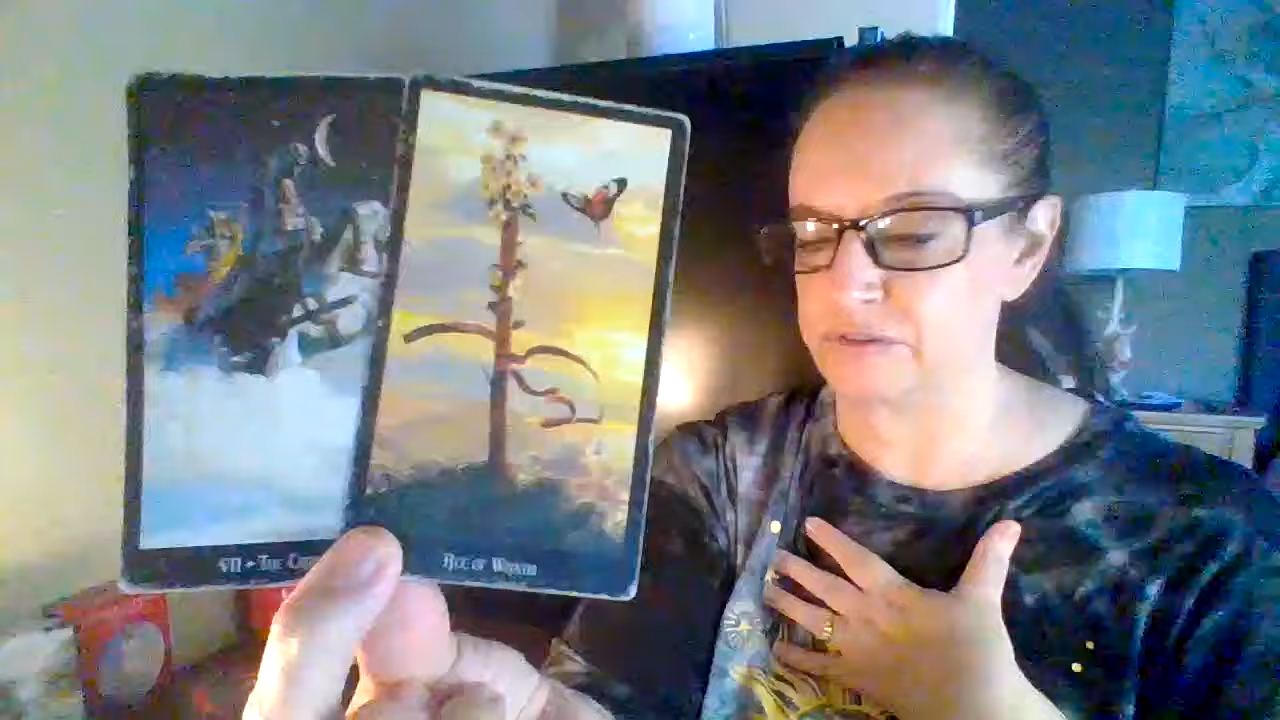 VII • THE
ACE OF WANDS